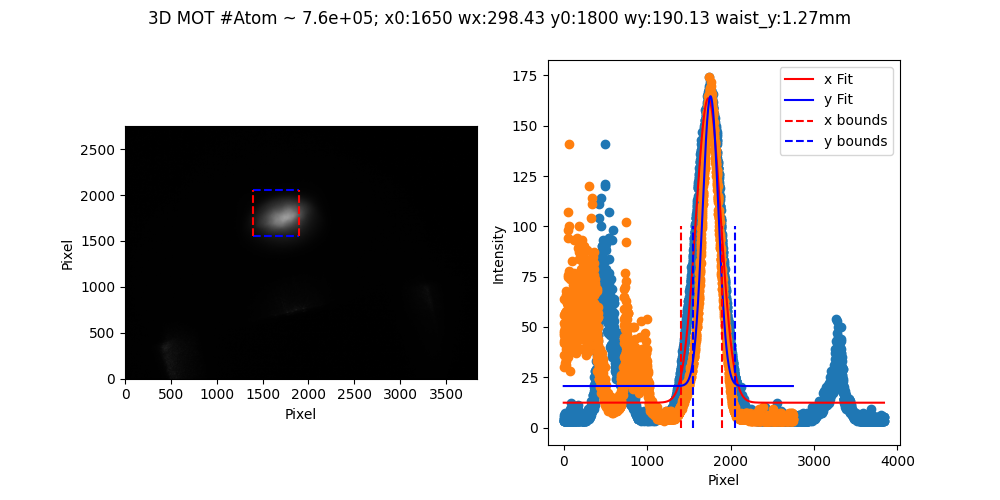 3D MOT #Atom ~ 7.6e+05; x0:1650 wx:298.43 y0:1800 wy:190.13 waist_y:1.27mm
2500
2000
1500
1000
500
0
Pixel
0 500 1000 1500 2000 2500 3000 3500
Pixel
175
150
125
100
75
50
25
0
Intensity
0 1000 2000 3000 4000
Pixel
x Fit
y Fit
x bounds
y bounds